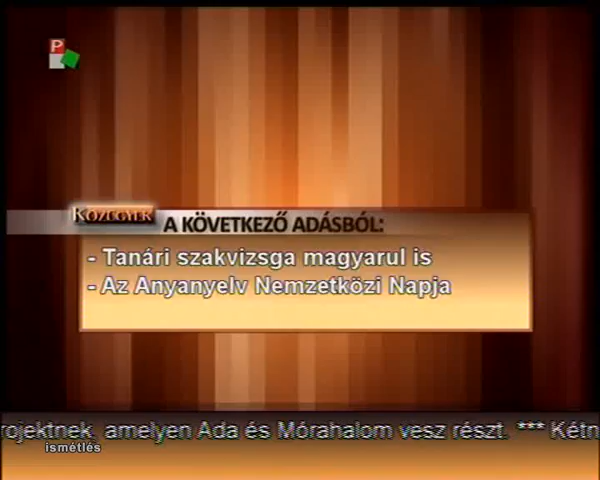 P
KÖZÜGYEK
A KÖVETKEZŐ ADÁSBÓL:
- Tanári szakvizsga magyarul is
- Az Anyanyelv Nemzetközi Napja
rojektnek, amelyen Ada és Mórahalom vesz részt. *** Kétn
ismétlés